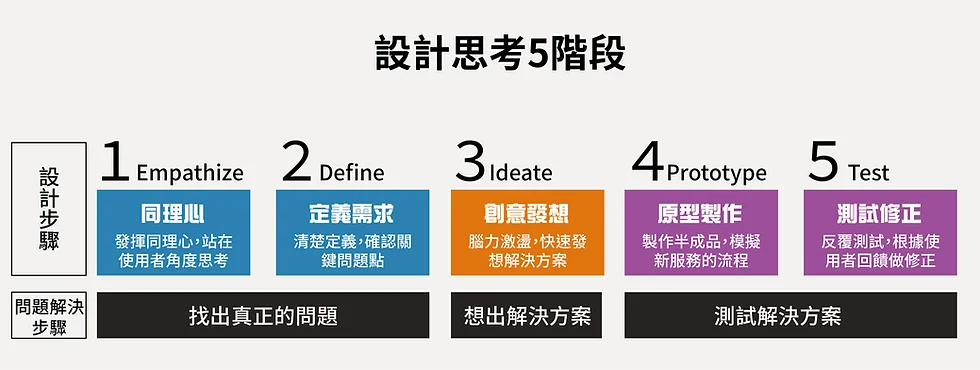 設計思考5階段
設計步驟
1 Empathize
同理心
發揮同理心,站在
使用者角度思考
2 Define
定義需求
清楚定義,確認關
鍵問題點
3 Ideate
創意發想
腦力激盪,快速發
想解決方案
4 Prototype
原型製作
製作半成品,模擬
新服務的流程
5 Test
測試修正
反覆測試,根據使
用者回饋做修正
問題解決
步驟
找出真正的問題
想出解決方案
測試解決方案